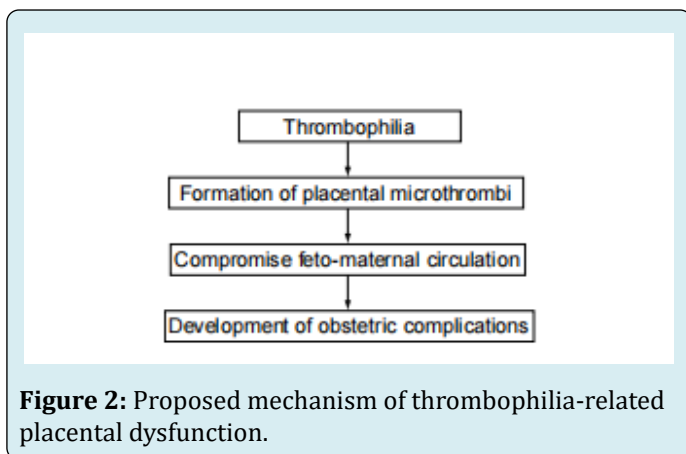 Thrombophilia
Formation of placental microthrombi
Compromise feto-maternal circulation
Development of obstetric complications
Figure 2: Proposed mechanism of thrombophilia-related
placental dysfunction.